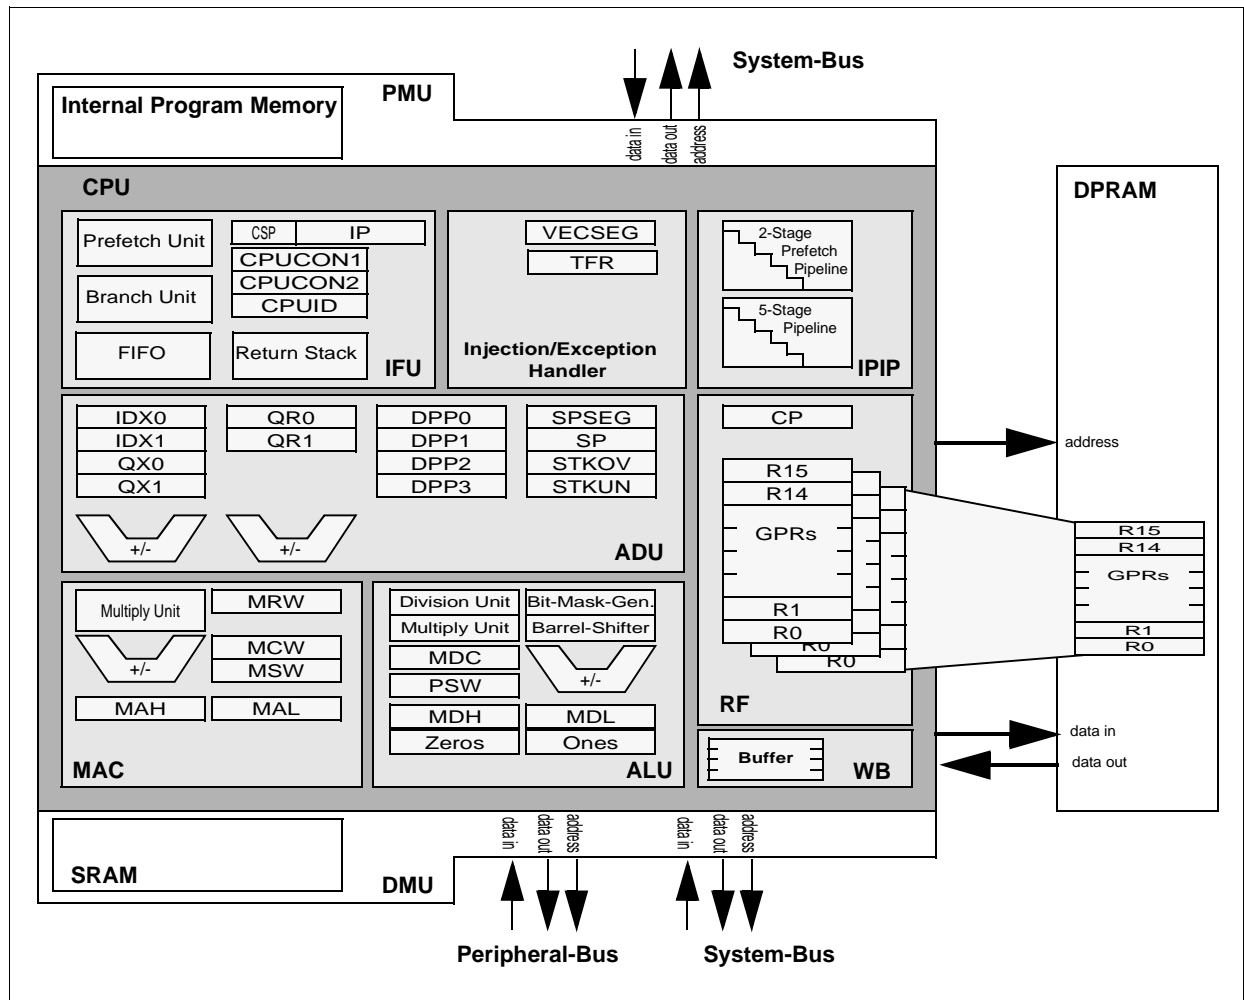 System-Bus
data in
data out
address
PMU
Internal Program Memory
CPU
Prefetch Unit
Branch Unit
FIFO
CSP
IP
CPUCON1
CPUCON2
CPUID
Return Stack
IFU
VECSEG
TFR
Injection/Exception
Handler
2-Stage
Prefetch
Pipeline
5-Stage
Pipeline
IPIP
DPRAM
IDX0
IDX1
QX0
QX1
+/-
QR0
QR1
+/-
DPP0
DPP1
DPP2
DPP3
SPSEG
SP
STKOV
STKUN
ADU
CP
R15
R14
GPRs
R1
R0
R0
R0
RF
address
R15
R14
GPRs
R1
R0
Multiply Unit
+/-
MRW
MCW
MSW
MAH
MAL
MAC
Division Unit
Multiply Unit
Bit-Mask-Gen.
Barrel-Shifter
MDC
PSW
+/-
MDH
MDL
Zeros
Ones
ALU
Buffer
WB
data in
data out
SRAM
DMU
data in
data out
address
data in
data out
address
Peripheral-Bus
System-Bus